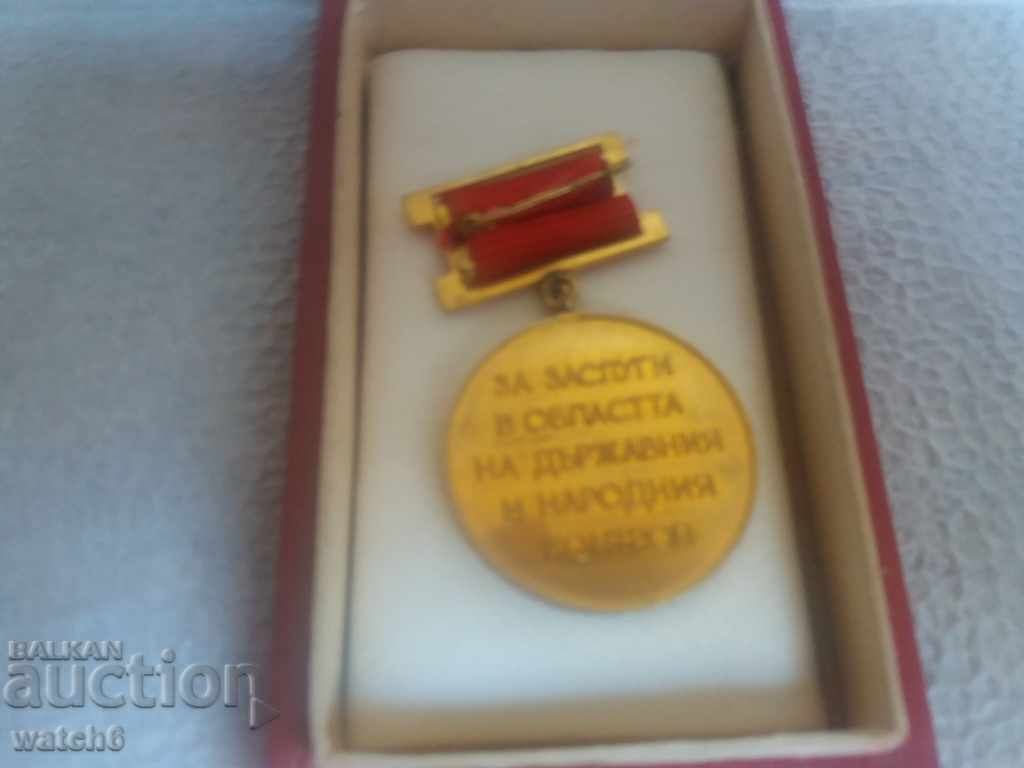 ЗА ЗАСЛУГИ
В ОБЛАСТТА
НА ДЪРЖАВНИЯ
И НАРОДНИЯ
BALKAN
auction
watch6